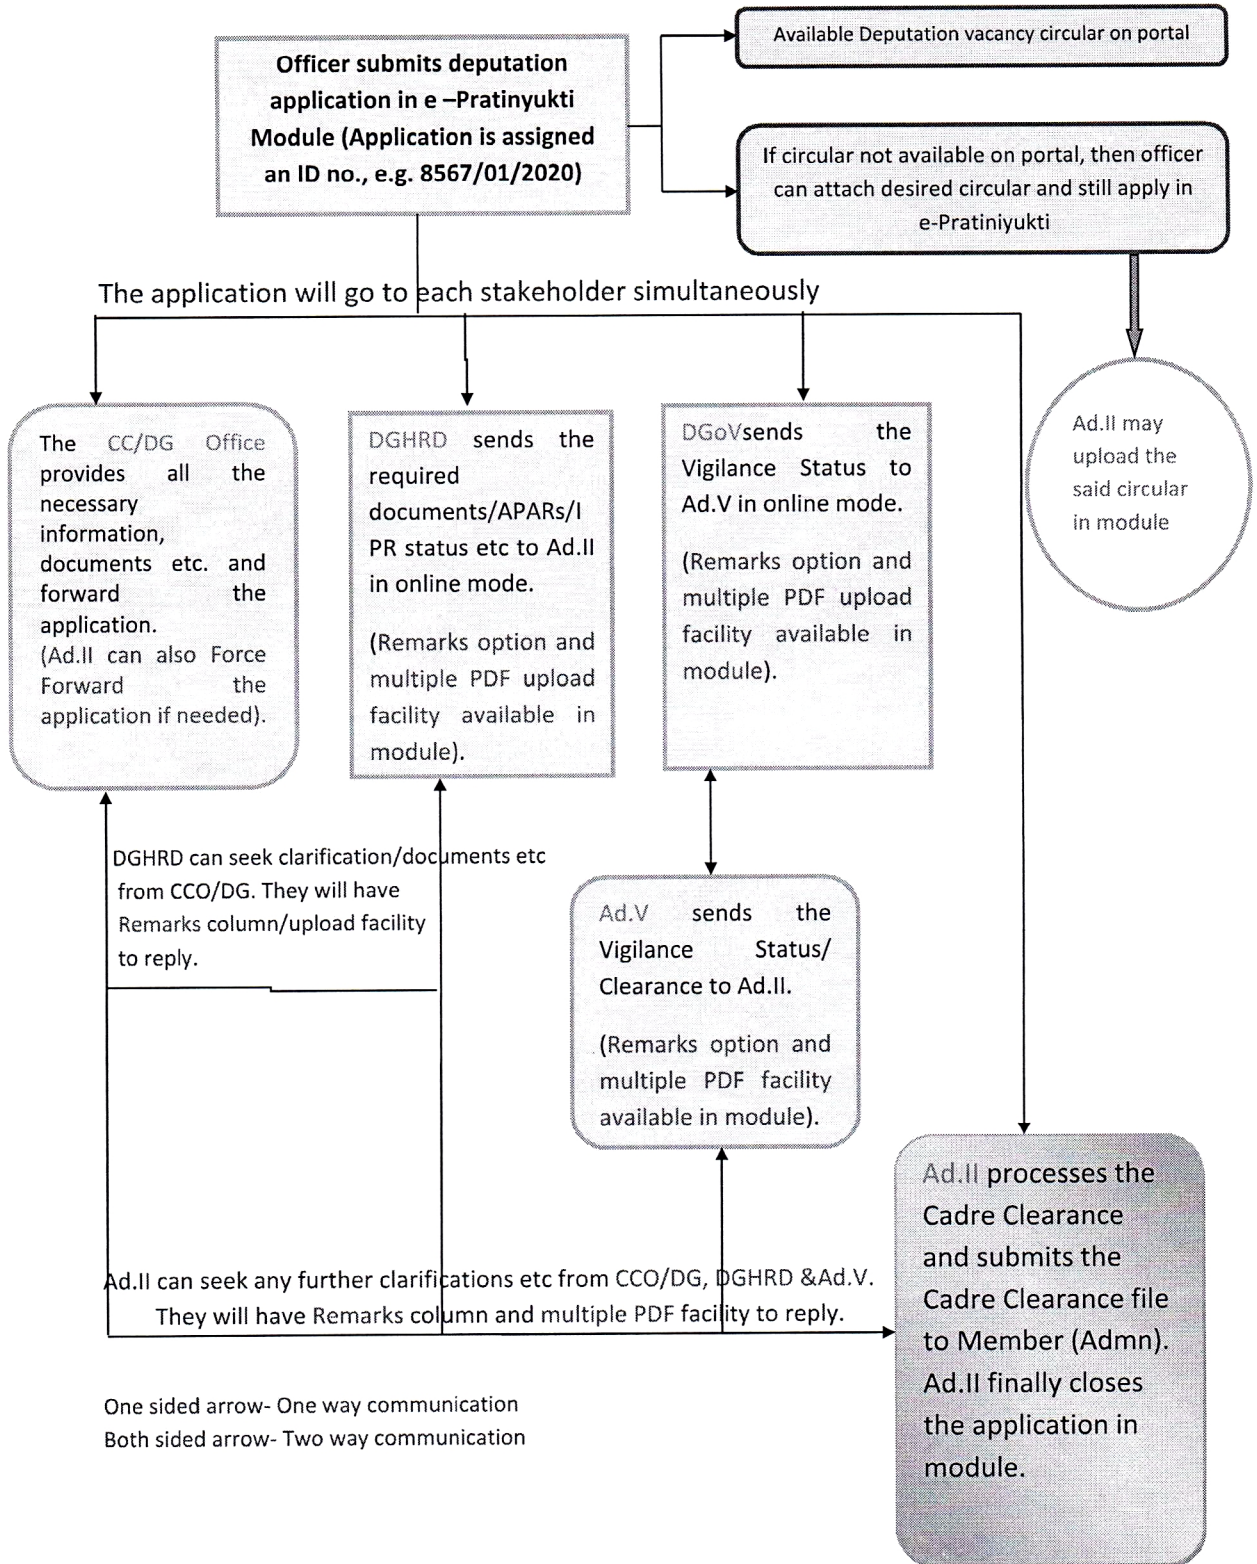 Officer submits deputation
application in e –Pratinyukti
Module (Application is assigned
an ID no., e.g. 8567/01/2020)
Available Deputation vacancy circular on portal
If circular not available on portal, then officer
can attach desired circular and still apply in
e-Pratiniyukti
The application will go to each stakeholder simultaneously
The CC/DG Office
provides all the
necessary
information,
documents etc. and
forward the
application.
(Ad.II can also Force
Forward the
application if needed).
DGHRD sends the
required
documents/APARs/I
PR status etc to Ad.II
in online mode.
(Remarks option and
multiple PDF upload
facility available in
module).
DGoVsends the
Vigilance Status to
Ad.V in online mode.
(Remarks option and
multiple PDF upload
facility available in
module).
Ad.II may
upload the
said circular
in module
DGHRD can seek clarification/documents etc
from CCO/DG. They will have
Remarks column/upload facility
to reply.
Ad.V sends the
Vigilance Status/
Clearance to Ad.II.
(Remarks option and
multiple PDF facility
available in module).
Ad.II can seek any further clarifications etc from CCO/DG, DGHRD &Ad.V.
They will have Remarks column and multiple PDF facility to reply.
Ad.II processes the
Cadre Clearance
and submits the
Cadre Clearance file
to Member (Admn).
Ad.II finally closes
the application in
module.
One sided arrow- One way communication
Both sided arrow- Two way communication